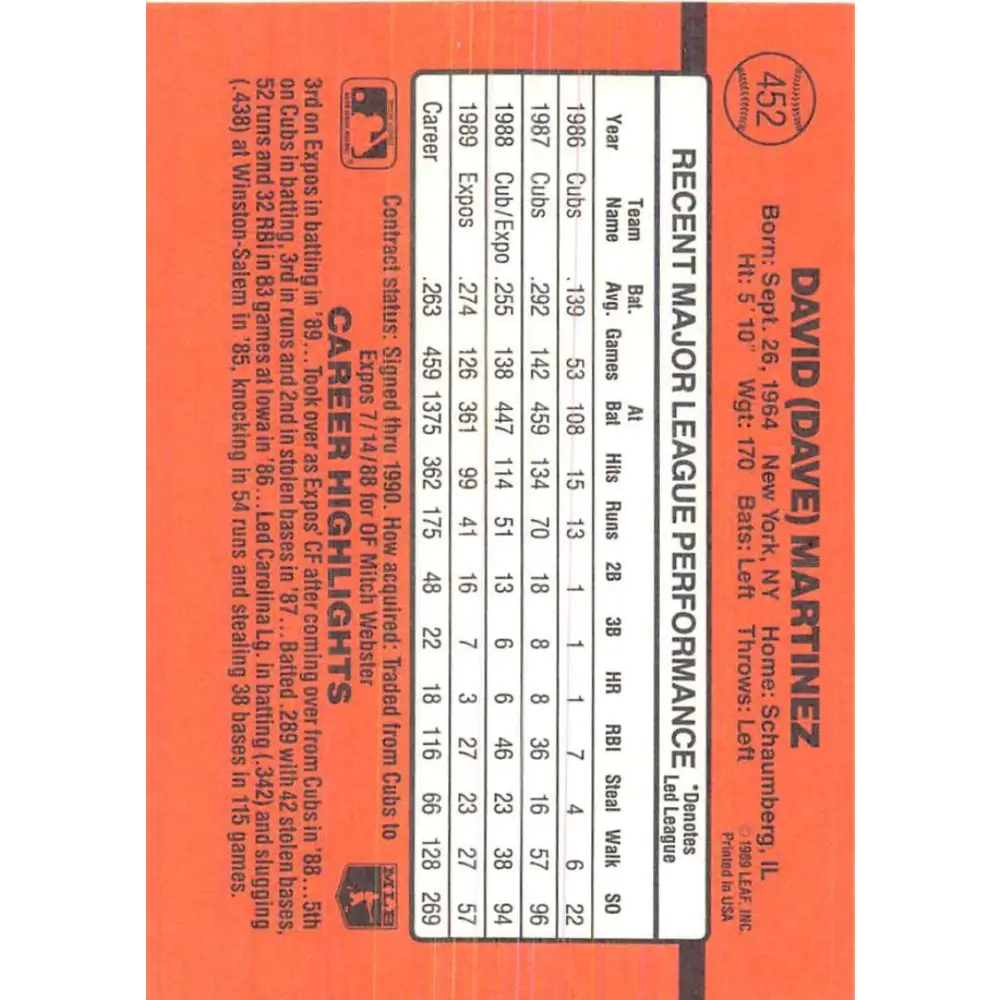 452
DAVID (DAVE) MARTINEZ
Born: Sept. 26, 1964 New York, NY Home: Schaumberg, IL
Ht: 5'10" Wgt: 170 Bats: Left Throws: Left
© 1989 LEAF, INC.
Printed in USA
RECENT MAJOR LEAGUE PERFORMANCE
*Denotes
Led League
Year Team Name Bat. Avg. Games At Bat Hits Runs 2B 3B HR RBI Steal Walk SO
1986 Cubs .139 53 108 15 13 1 1 1 7 4 6 22
1987 Cubs .292 142 459 134 70 18 8 8 36 16 57 96
1988 Cub/Expo .255 138 447 114 51 13 6 6 46 23 38 94
1989 Expos .274 126 361 99 41 16 7 3 27 23 27 57
Career .263 459 1375 362 175 48 22 18 116 66 128 269
Contract status: Signed thru 1990. How acquired: Traded from Cubs to
Expos 7/14/88 for OF Mitch Webster
MLB
CAREER HIGHLIGHTS
3rd on Expos in batting in '89... Took over as Expos' CF after coming over from Cubs in '88...5th
on Cubs in batting, 3rd in runs and 2nd in stolen bases in '87... Batted .289 with 42 stolen bases,
52 runs and 32 RBI in 83 games at Iowa in '86... Led Carolina Lg. in batting (.342) and slugging
(.438) at Winston-Salem in '85, knocking in 54 runs and stealing 38 bases in 115 games.